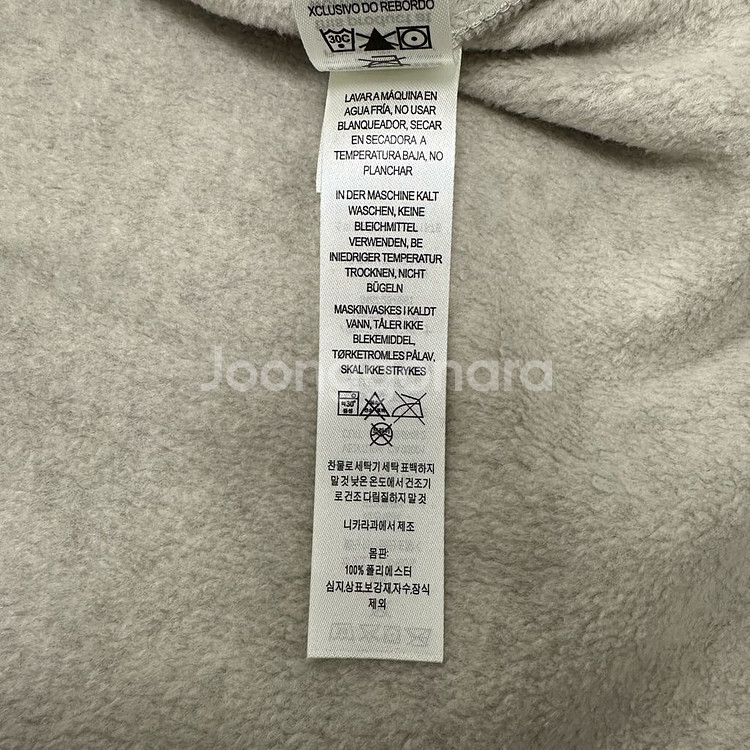 XCLUSIVO DO REBORDO
30C
LAVAR A MÁQUINA EN
AGUA FRÍA, NO USAR
BLANQUEADOR, SECAR
EN SECADORA A
TEMPERATURA BAJA, NO
PLANCHAR
IN DER MASCHINE KALT
WASCHEN, KEINE
BLEICHMITTEL
VERWENDEN, BE
INIEDRIGER TEMPERATUR
TROCKNEN, NICHT
BÜGELN
MASKINVASKES I KALDT
VANN, TÅLER IKKE
BLEKEMIDDEL,
TØRKETROMLES PÅ LAV,
SKAL IKKE STRYKES
Joonggonara
찬물로 세탁기 세탁 표백하지
말 것 낮은 온도에서 건조기
로 건조 다림질하지 말 것
니카라과에서 제조
몸판:
100% 폴리에스터
심지,상표보강재,자수,장식
제외